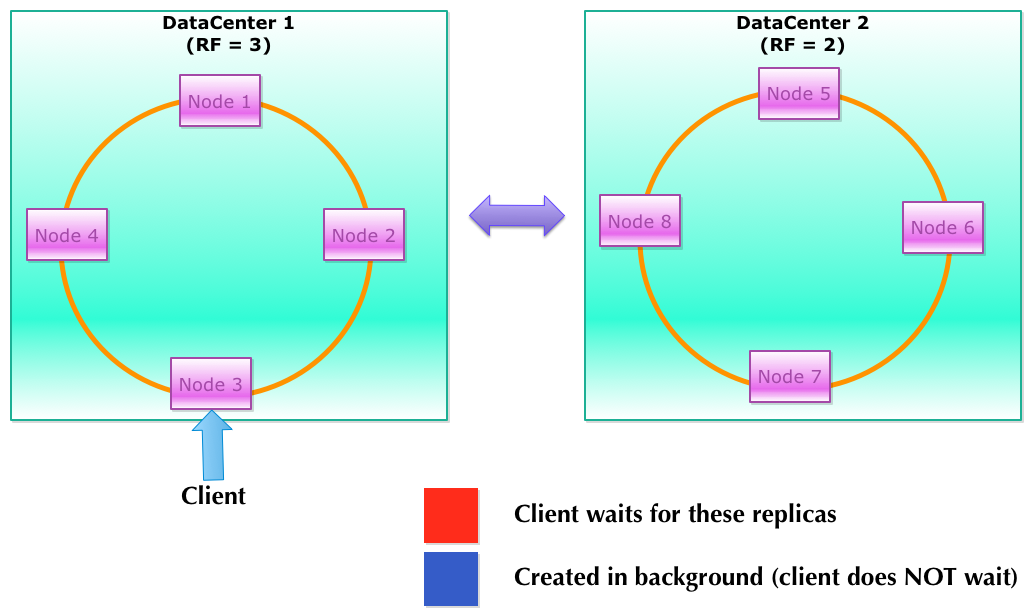 DataCenter 1
(RF = 3)
Node 1
Node 4
Node 2
Node 3
Client
DataCenter 2
(RF = 2)
Node 5
Node 8
Node 6
Node 7
Client waits for these replicas
Created in background (client does NOT wait)